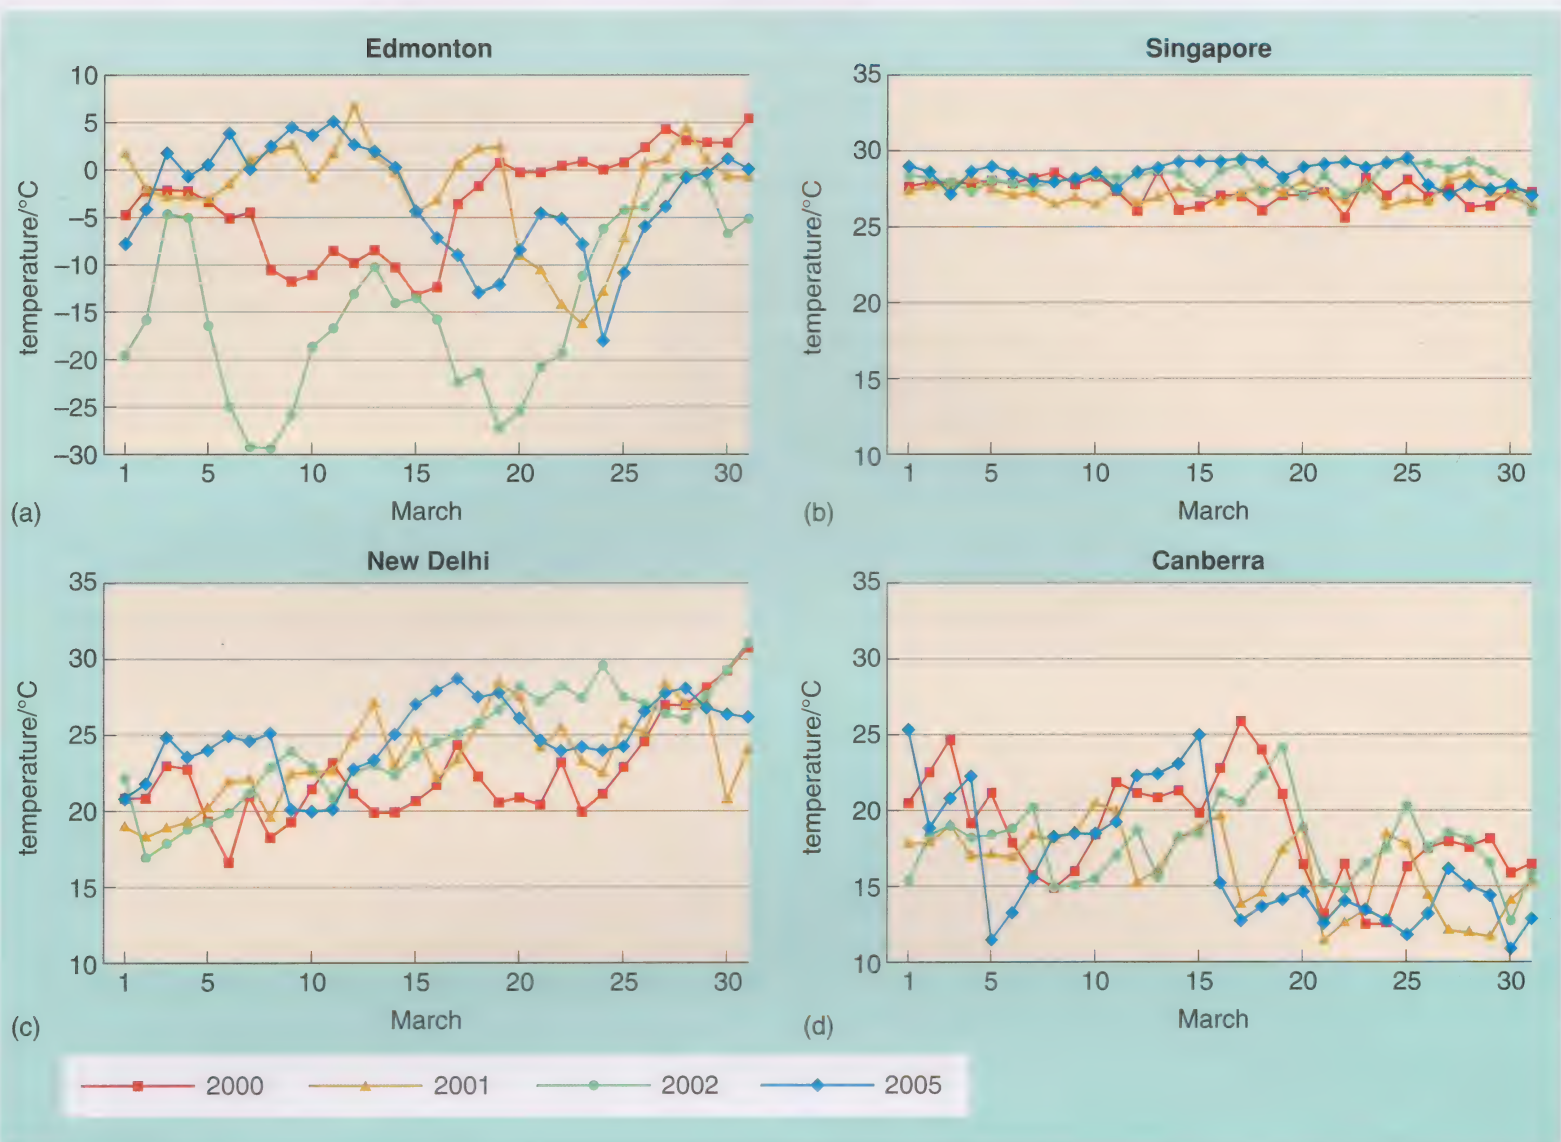 Edmonton
10
5
0
–5
–10
–15
–20
–25
–30
temperature/°C
1 5 10 15 20 25 30
March
(a)
Singapore
35
30
25
20
15
10
temperature/°C
1 5 10 15 20 25 30
March
(b)
New Delhi
35
30
25
20
15
10
temperature/°C
1 5 10 15 20 25 30
March
(c)
Canberra
35
30
25
20
15
10
temperature/°C
1 5 10 15 20 25 30
March
(d)
2000 2001 2002 2005